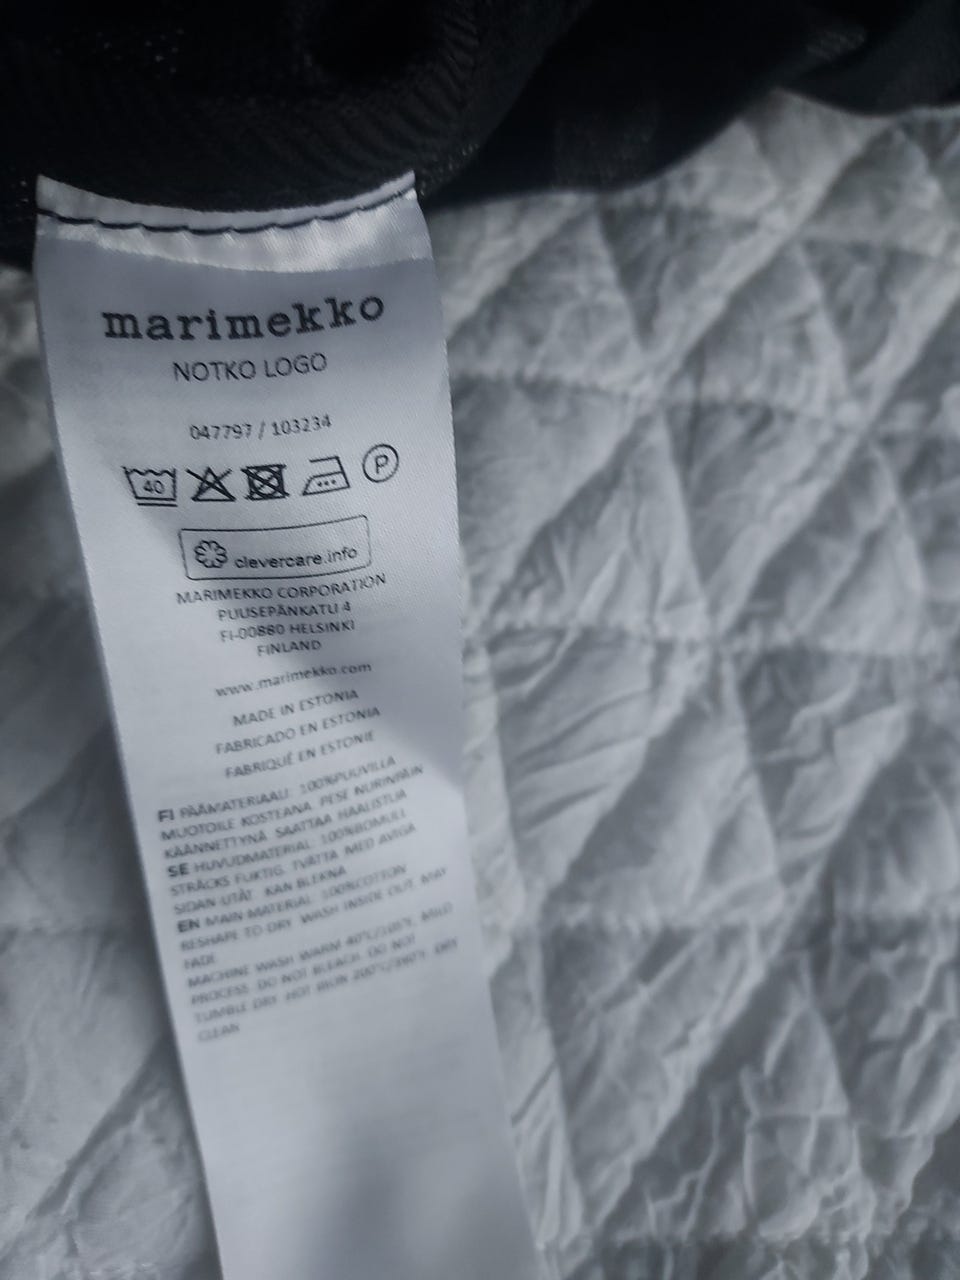 marimekko
NOTKO LOGO
047797 / 103234
40
P
clevercare.info
MARIMEKKO CORPORATION
PUUSEPÄNKATU 4
FI-00880 HELSINKI
FINLAND
www.marimekko.com
MADE IN ESTONIA
FABRICADO EN ESTONIA
FABRIQUÉ EN ESTONIE
FI PÄÄMATERIAALI: 100%PUUVILLA
MUOTOILE KOSTEANA. PESE NURINPÄIN
KÄÄNNETTYNÄ. SAATTAA HAALISTUA
SE HUVUDMATERIAL: 100%BOMULL
STRÄCKS FUKTIG. TVÄTTA MED AVIGA
SIDAN UTÅT. KAN BLEKNA
EN MAIN MATERIAL: 100%COTTON
RESHAPE TO DRY. WASH INSIDE OUT. MAY
FADE
MACHINE WASH WARM 40°C/105°F, MILD
PROCESS. DO NOT BLEACH. DO NOT
TUMBLE DRY. HOT IRON 200°C/390°F. DRY
CLEAN